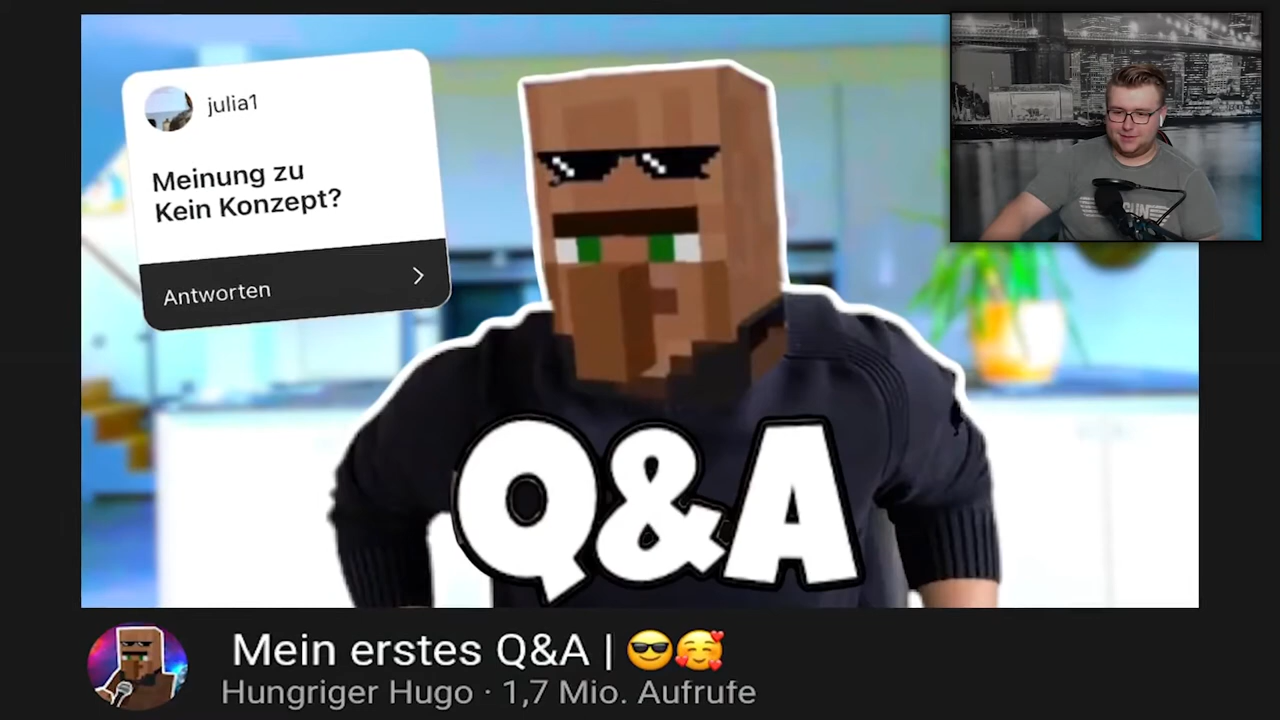 julia1
Meinung zu
Kein Konzept?
Antworten
Q&A
Mein erstes Q&A | 😎🥰
Hungriger Hugo · 1,7 Mio. Aufrufe